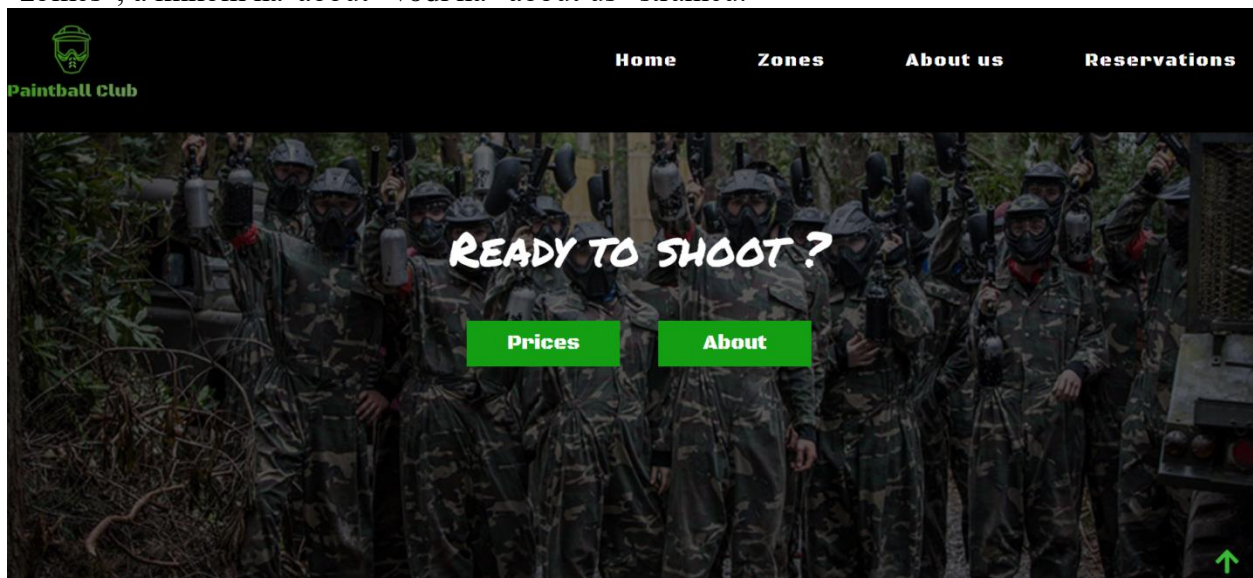 Home Zones About us Reservations
Paintball Club
READY TO SHOOT ?
Prices About